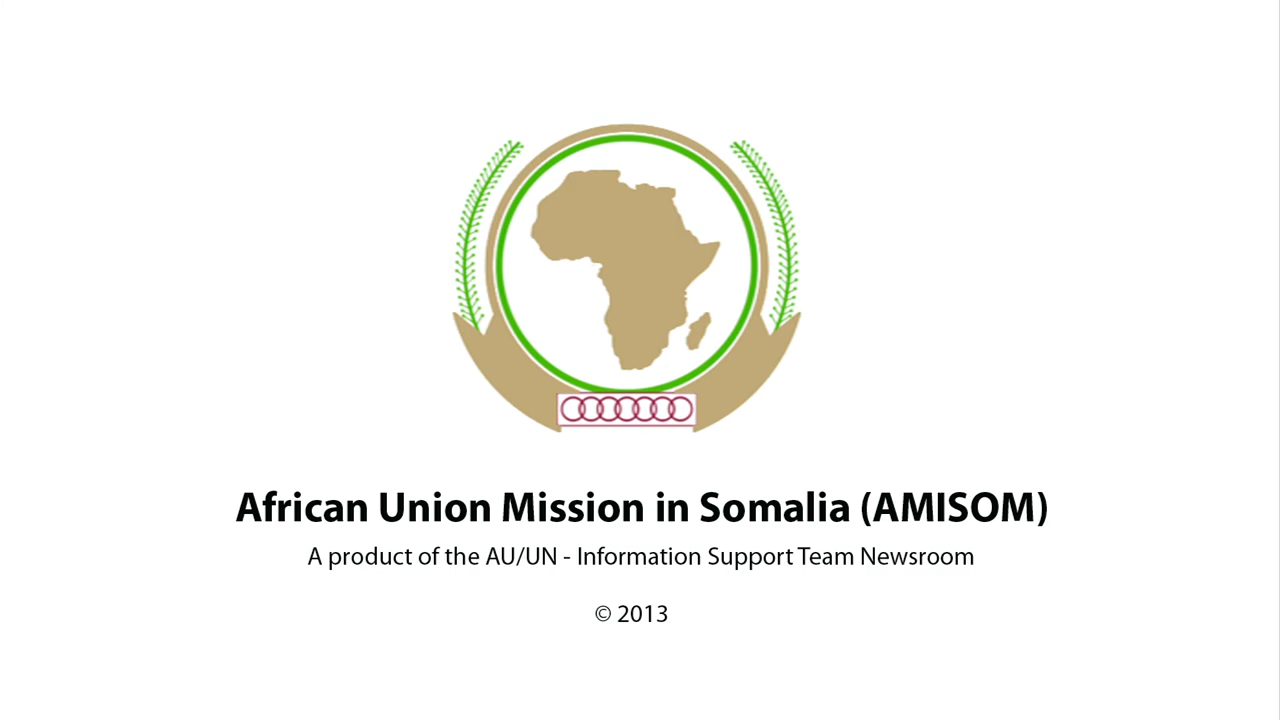 African Union Mission in Somalia (AMISOM)
A product of the AU/UN - Information Support Team Newsroom
© 2013